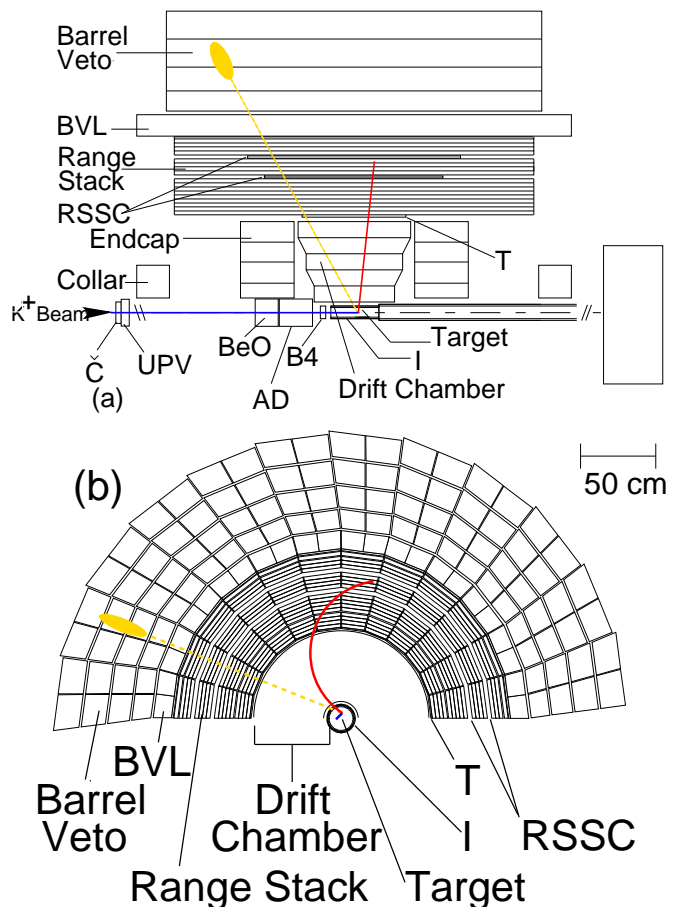 Barrel
Veto
BVL
Range
Stack
RSSC
Endcap
T
Collar
K+ Beam
Č
UPV
BeO
AD
B4
Target
I
Drift Chamber
(a)
50 cm
(b)
BVL
Barrel
Veto
Drift
Chamber
T
I
RSSC
Range Stack
Target